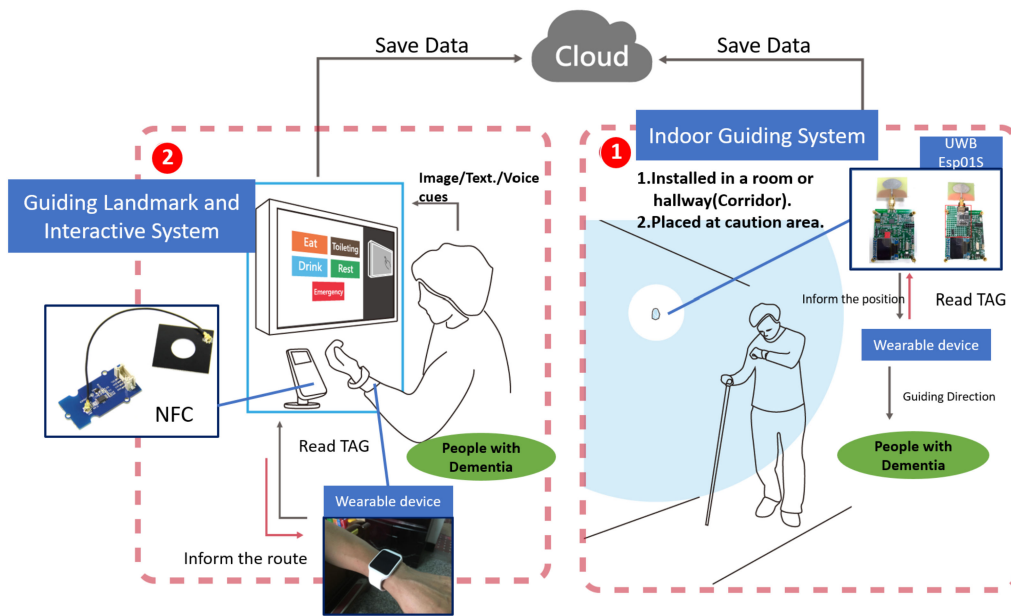 Save Data
Cloud
Save Data
2
Guiding Landmark and
Interactive System
Image/Text./Voice
cues
Eat
Toileting
Drink
Rest
Emergency
NFC
Read TAG
People with
Dementia
Wearable device
Inform the route
1
Indoor Guiding System
UWB
Esp01S
1.Installed in a room or
hallway(Corridor).
2.Placed at caution area.
Inform the position
Read TAG
Wearable device
Guiding Direction
People with
Dementia